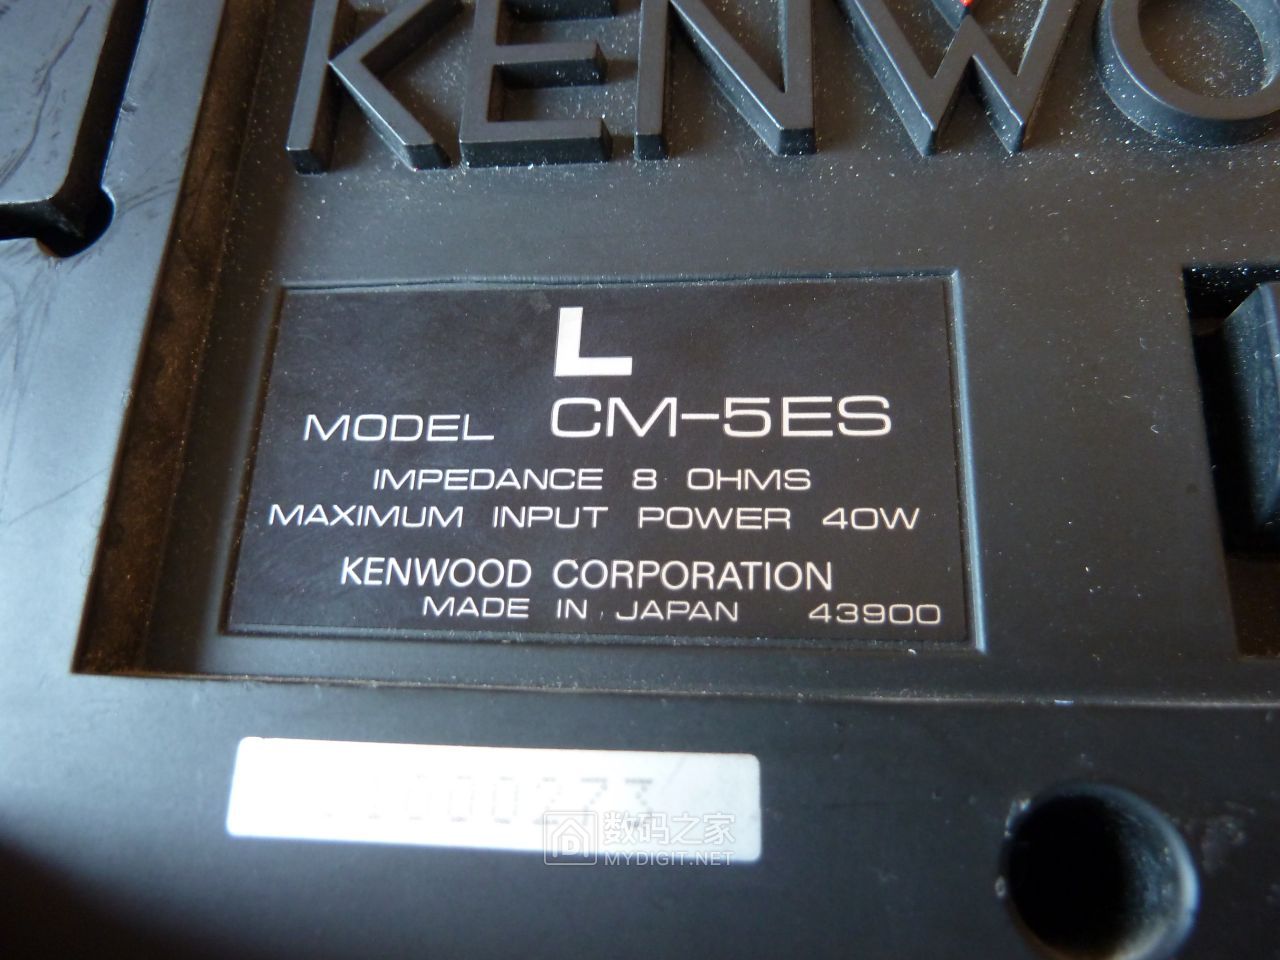 KENWO
L
MODEL CM-5ES
IMPEDANCE 8 OHMS
MAXIMUM INPUT POWER 40W
KENWOOD CORPORATION
MADE IN JAPAN 43900
数码之家
MYDIGIT.NET